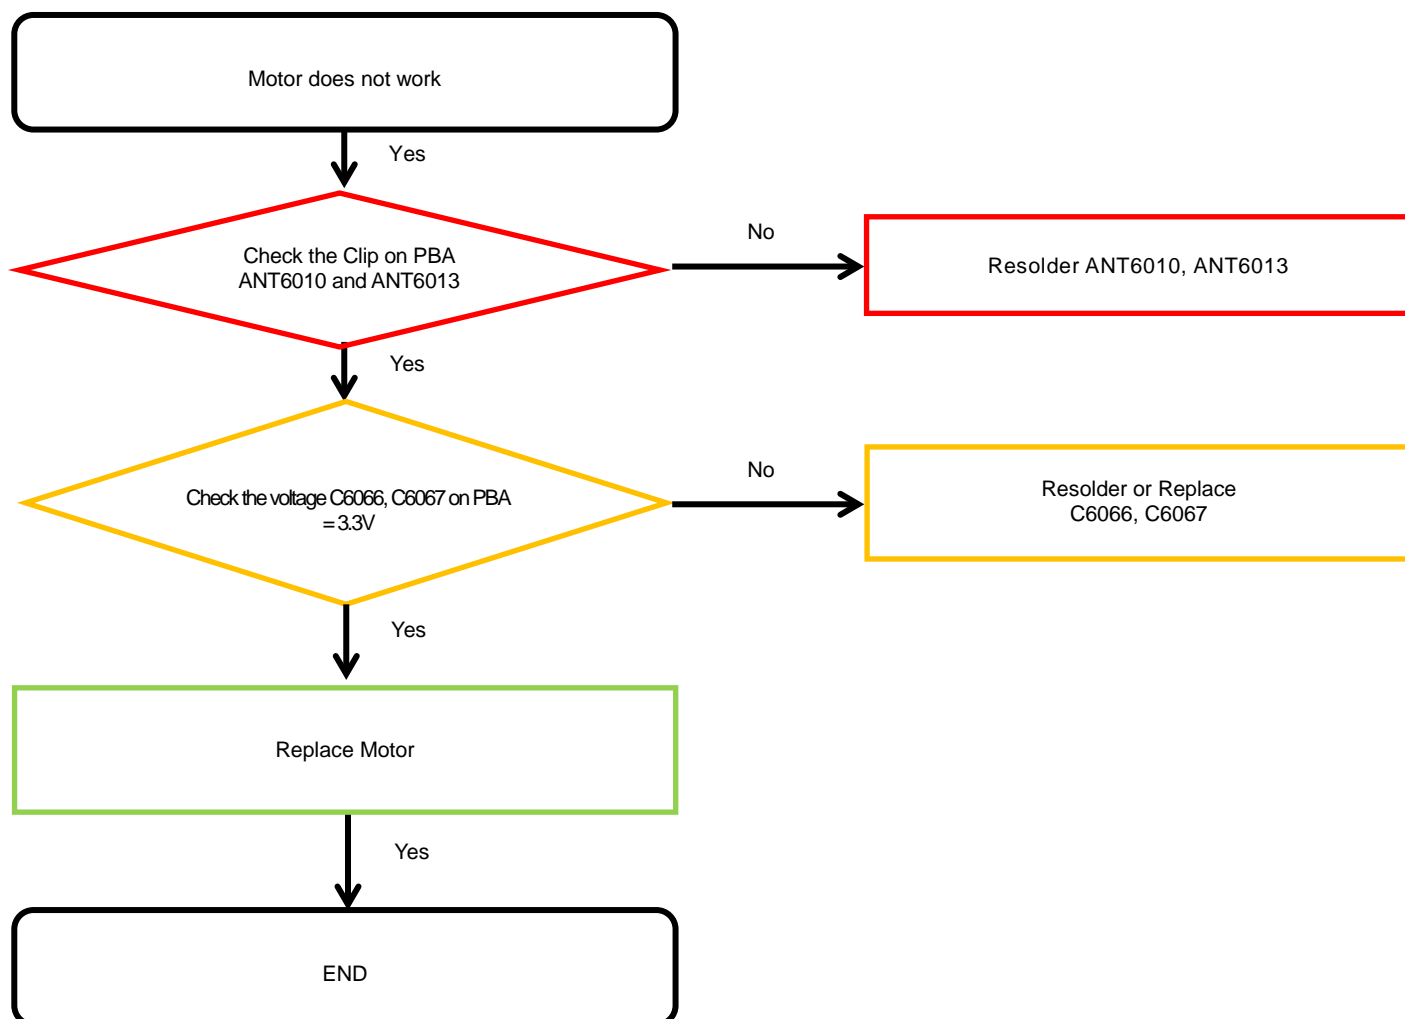 Motor does not work
Yes
Check the Clip on PBA
ANT6010 and ANT6013
No
Resolder ANT6010, ANT6013
Yes
Check the voltage C6066, C6067 on PBA
= 3.3V
No
Resolder or Replace
C6066, C6067
Yes
Replace Motor
Yes
END